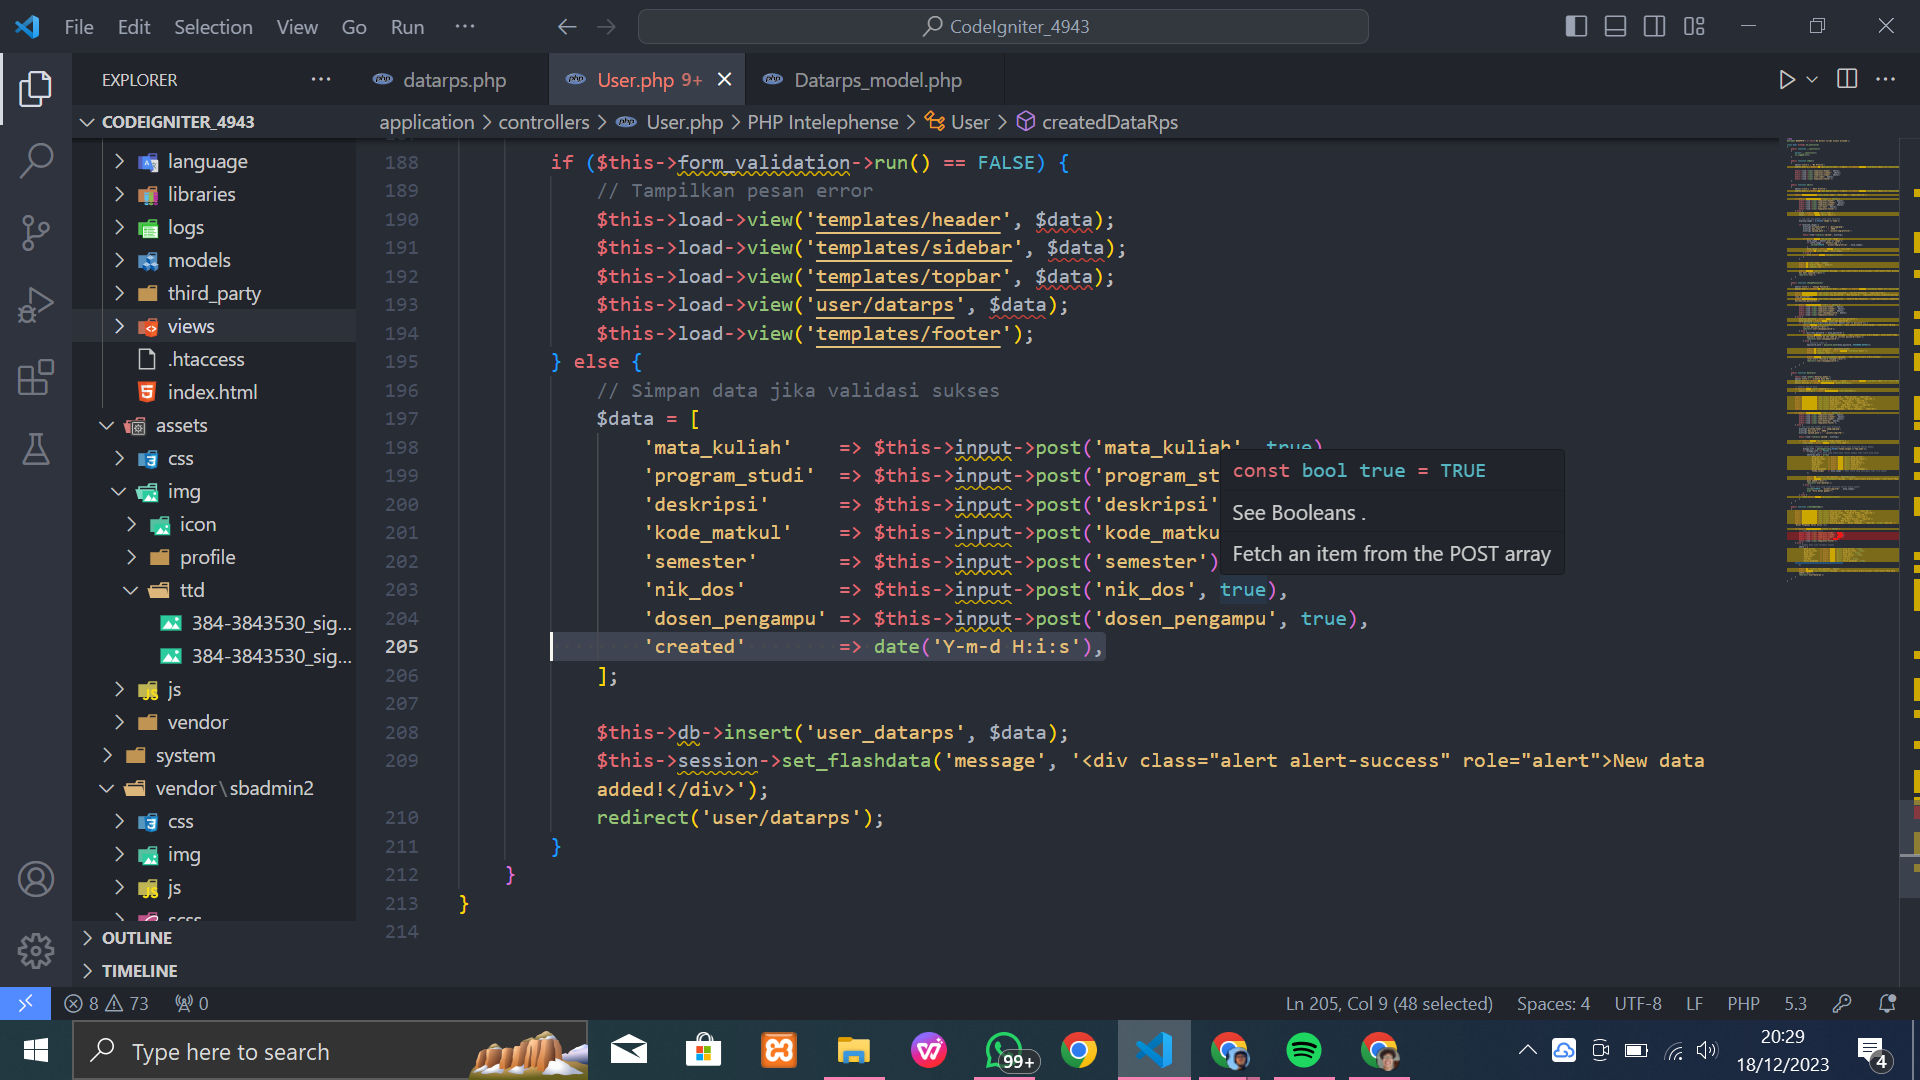 File Edit Selection View Go Run ··· CodeIgniter_4943
EXPLORER ···
datarps.php
User.php 9+
Datarps_model.php
CODEIGNITER_4943
application > controllers > User.php > PHP Intelephense > User > createdDataRps
language
libraries
logs
models
third_party
views
.htaccess
index.html
assets
css
img
icon
profile
ttd
384-3843530_sig...
384-3843530_sig...
js
vendor
system
vendor\sbadmin2
css
img
js
scss
OUTLINE
TIMELINE
188 if ($this->form_validation->run() == FALSE) {
189 // Tampilkan pesan error
190 $this->load->view('templates/header', $data);
191 $this->load->view('templates/sidebar', $data);
192 $this->load->view('templates/topbar', $data);
193 $this->load->view('user/datarps', $data);
194 $this->load->view('templates/footer');
195 } else {
196 // Simpan data jika validasi sukses
197 $data = [
198 'mata_kuliah' => $this->input->post('mata_kuliah', true)
199 'program_studi' => $this->input->post('program_st
200 'deskripsi' => $this->input->post('deskripsi'
201 'kode_matkul' => $this->input->post('kode_matku
202 'semester' => $this->input->post('semester')
203 'nik_dos' => $this->input->post('nik_dos', true),
204 'dosen_pengampu' => $this->input->post('dosen_pengampu', true),
205 'created' => date('Y-m-d H:i:s'),
206 ];
207
208 $this->db->insert('user_datarps', $data);
209 $this->session->set_flashdata('message', '<div class="alert alert-success" role="alert">New data
added!</div>');
210 redirect('user/datarps');
211 }
212 }
213 }
214
const bool true = TRUE
See Booleans .
Fetch an item from the POST array
8 73 0
Ln 205, Col 9 (48 selected) Spaces: 4 UTF-8 LF PHP 5.3
Type here to search
99+
20:29
18/12/2023
4